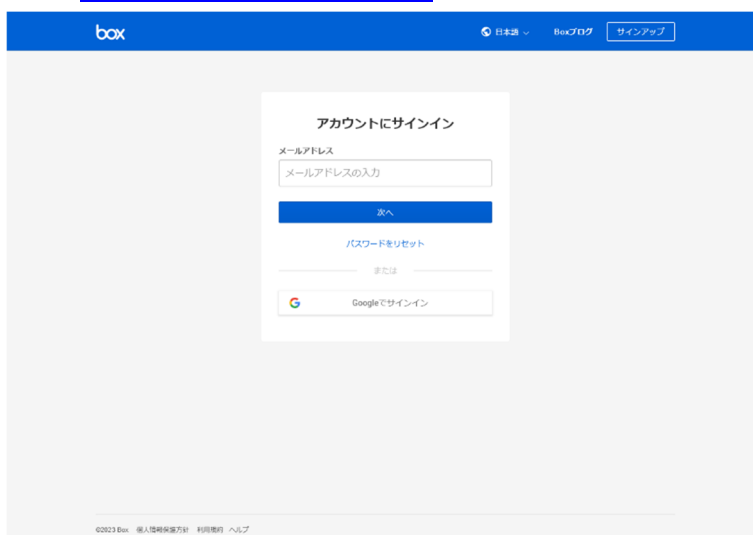 box
日本語
Boxブログ
サインアップ
アカウントにサインイン
メールアドレス
メールアドレスの入力
次へ
パスワードをリセット
または
Googleでサインイン
©2023 Box 個人情報保護方針 利用規約 ヘルプ